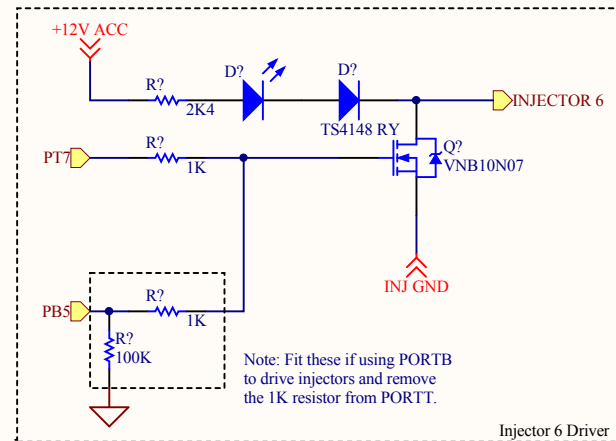 +12V ACC
R?
2K4
D?
D?
TS4148 RY
INJECTOR 6
PT7
R?
1K
Q?
VNB10N07
INJ GND
PB5
R?
1K
R?
100K
Note: Fit these if using PORTB
to drive injectors and remove
the 1K resistor from PORTT.
Injector 6 Driver